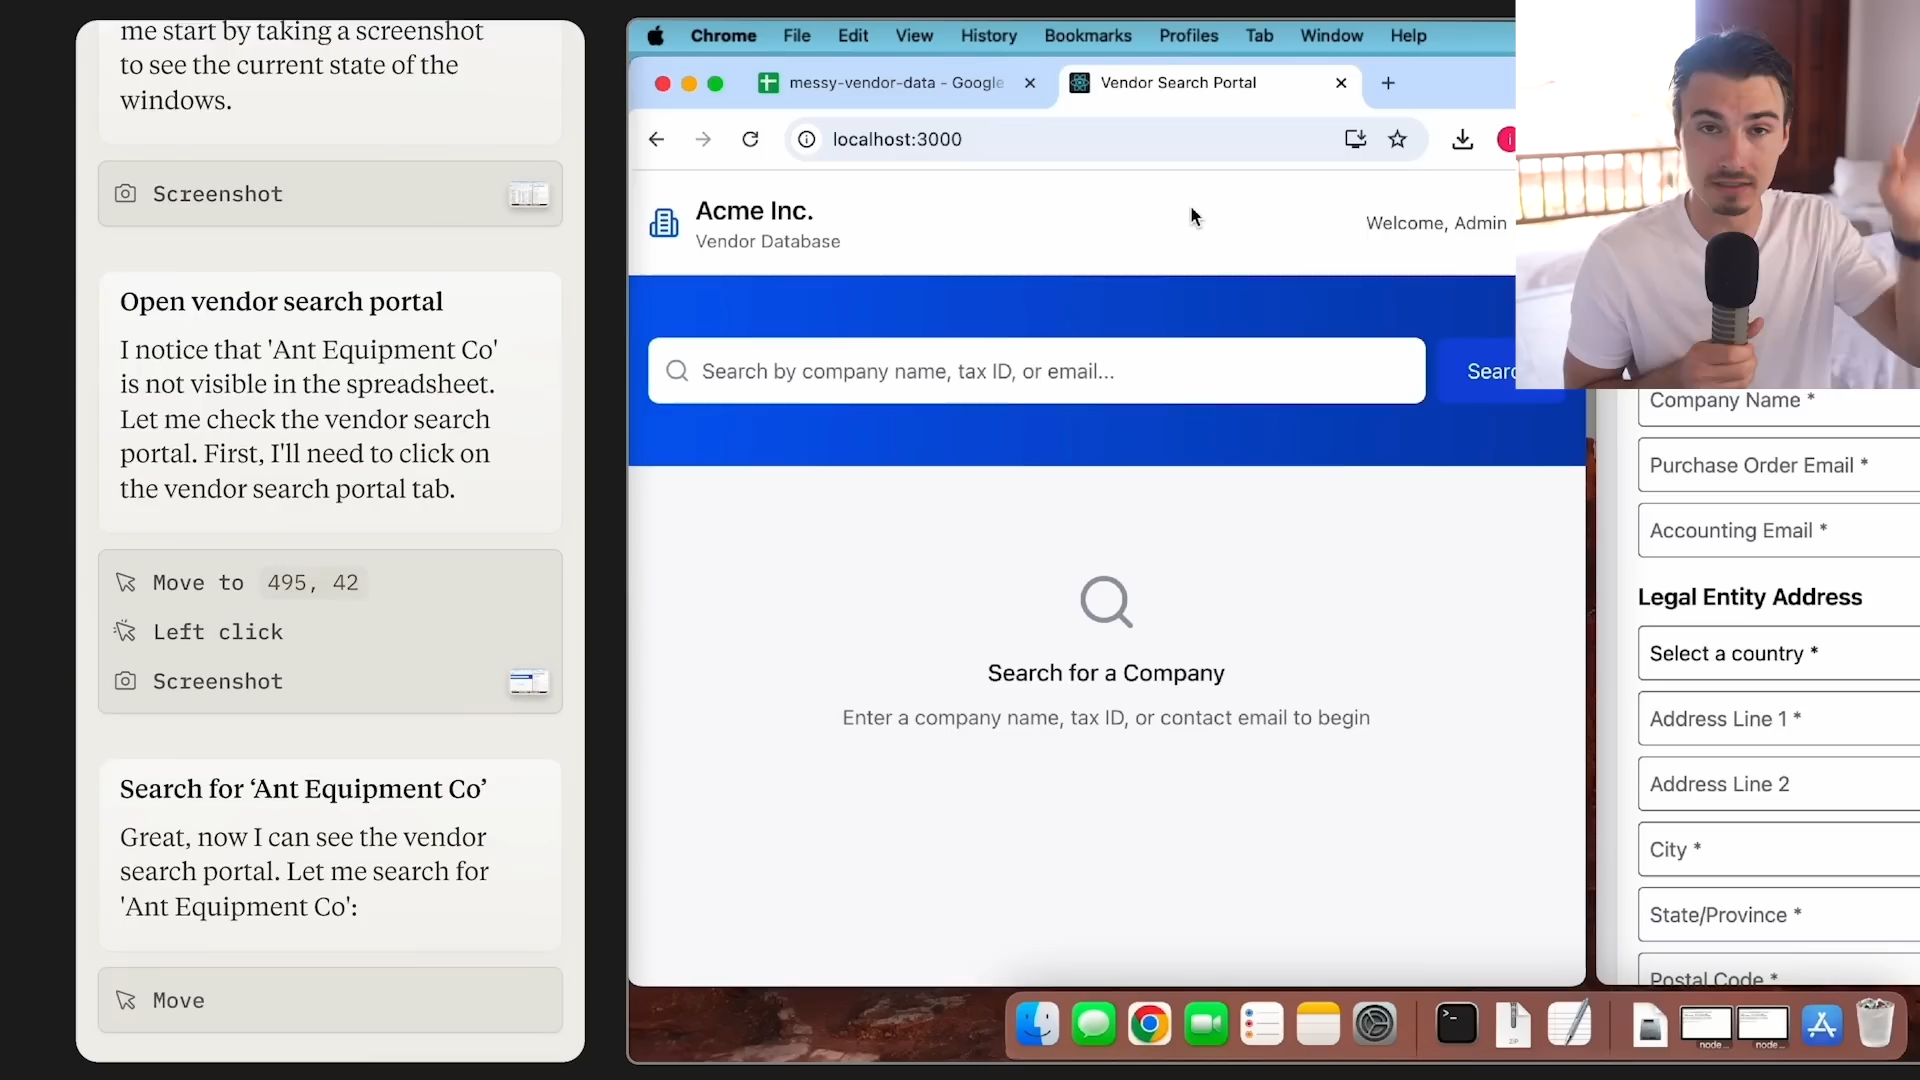 me start by taking a screenshot
to see the current state of the
windows.
Screenshot
Open vendor search portal
I notice that 'Ant Equipment Co'
is not visible in the spreadsheet.
Let me check the vendor search
portal. First, I'll need to click on
the vendor search portal tab.
Move to 495, 42
Left click
Screenshot
Search for ‘Ant Equipment Co’
Great, now I can see the vendor
search portal. Let me search for
'Ant Equipment Co':
Move
Chrome File Edit View History Bookmarks Profiles Tab Window Help
messy-vendor-data - Google
Vendor Search Portal
localhost:3000
Acme Inc.
Vendor Database
Welcome, Admin
Search by company name, tax ID, or email...
Searc
Search for a Company
Enter a company name, tax ID, or contact email to begin
Company Name *
Purchase Order Email *
Accounting Email *
Legal Entity Address
Select a country *
Address Line 1 *
Address Line 2
City *
State/Province *
Postal Code *
ZIP
node...
node...